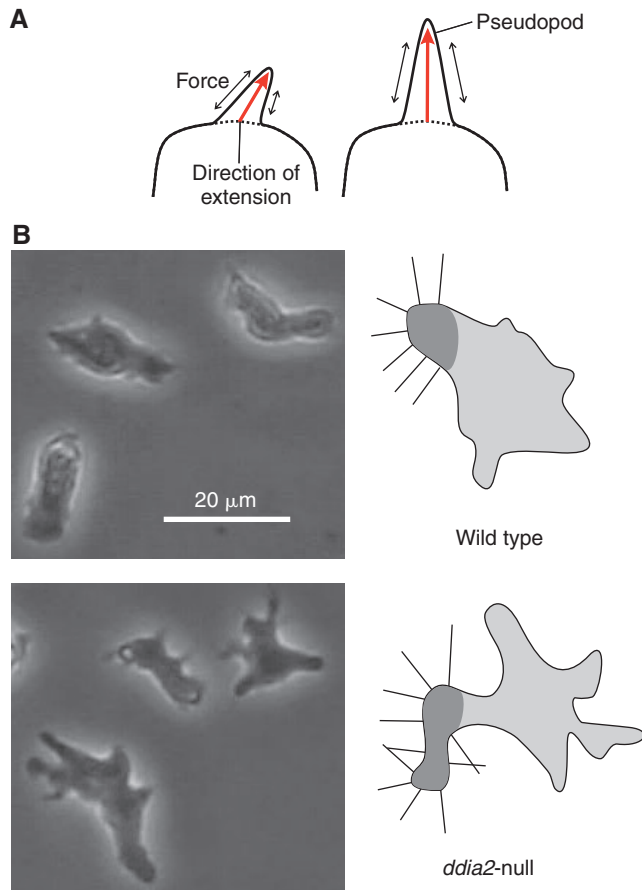 A
Force
Pseudopod
Direction of
extension
B
20 μm
Wild type
ddia2-null